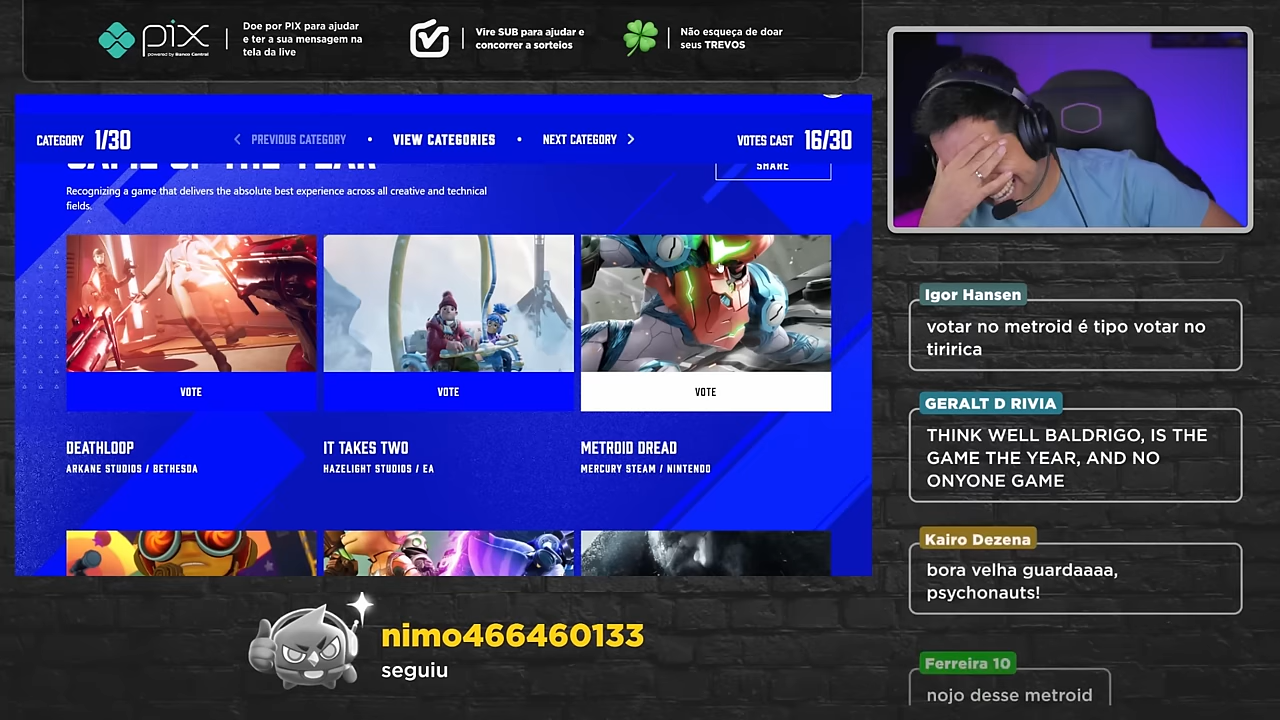 pix
powered by Banco Central
Doe por PIX para ajudar
e ter a sua mensagem na
tela da live
Vire SUB para ajudar e
concorrer a sorteios
Não esqueça de doar
seus TREVOS
CATEGORY 1/30
PREVIOUS CATEGORY
VIEW CATEGORIES
NEXT CATEGORY
VOTES CAST 16/30
GAME OF THE YEAR
SHARE
Recognizing a game that delivers the absolute best experience across all creative and technical
fields.
VOTE
VOTE
VOTE
DEATHLOOP
ARKANE STUDIOS / BETHESDA
IT TAKES TWO
HAZELIGHT STUDIOS / EA
METROID DREAD
MERCURY STEAM / NINTENDO
nimo466460133
seguiu
Igor Hansen
votar no metroid é tipo votar no
tiririca
GERALT D RIVIA
THINK WELL BALDRIGO, IS THE
GAME THE YEAR, AND NO
ONYONE GAME
Kairo Dezena
bora velha guardaaaa,
psychonauts!
Ferreira 10
nojo desse metroid